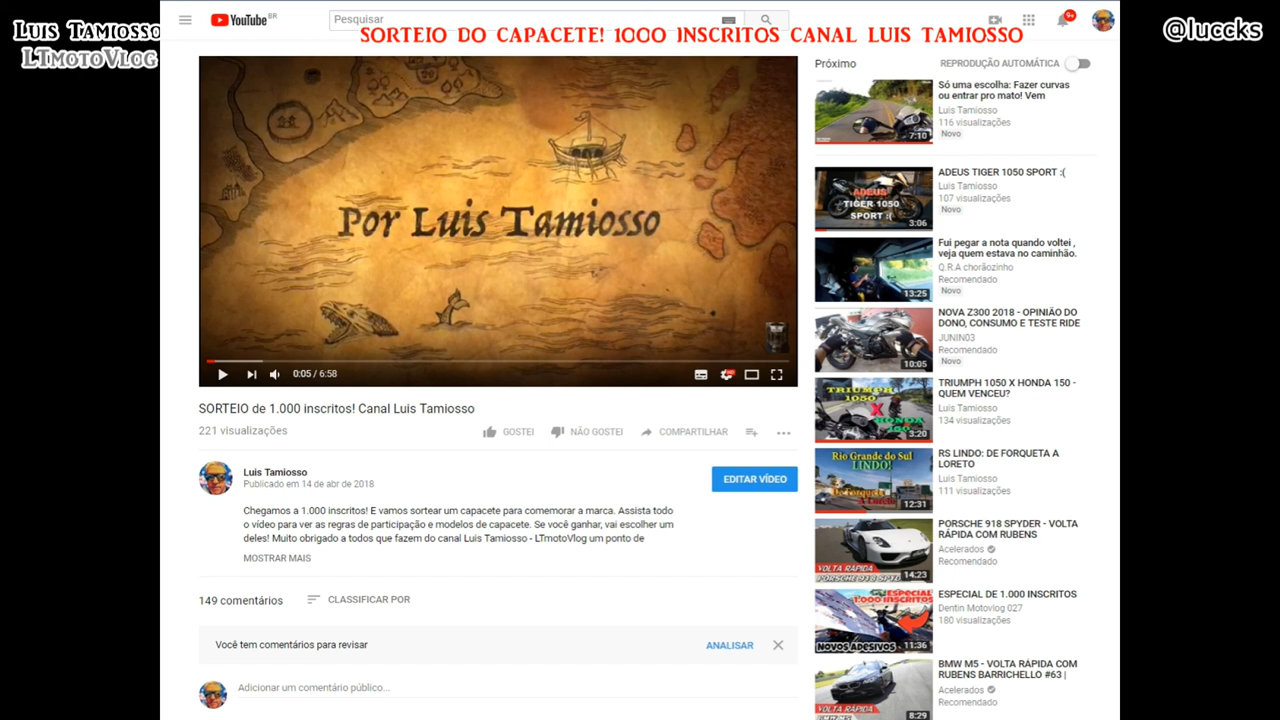 Luis Tamiosso
LTmotoVlog
@luccks
YouTube BR
Pesquisar
9+
SORTEIO DO CAPACETE! 1000 INSCRITOS CANAL LUIS TAMIOSSO
Por Luis Tamiosso
0:05 / 6:58
SORTEIO de 1.000 inscritos! Canal Luis Tamiosso
221 visualizações
GOSTEI
NÃO GOSTEI
COMPARTILHAR
Luis Tamiosso
Publicado em 14 de abr de 2018
EDITAR VÍDEO
Chegamos a 1.000 inscritos! E vamos sortear um capacete para comemorar a marca. Assista todo
o vídeo para ver as regras de participação e modelos de capacete. Se você ganhar, vai escolher um
deles! Muito obrigado a todos que fazem do canal Luis Tamiosso - LTmotoVlog um ponto de
MOSTRAR MAIS
149 comentários
CLASSIFICAR POR
Você tem comentários para revisar
ANALISAR
Adicionar um comentário público...
Próximo
REPRODUÇÃO AUTOMÁTICA
7:10
Só uma escolha: Fazer curvas
ou entrar pro mato! Vem
Luis Tamiosso
116 visualizações
Novo
ADEUS
TIGER 1050
SPORT :(
3:06
ADEUS TIGER 1050 SPORT :(
Luis Tamiosso
107 visualizações
Novo
13:25
Fui pegar a nota quando voltei ,
veja quem estava no caminhão.
Q.R.A chorãozinho
Recomendado
Novo
10:05
NOVA Z300 2018 - OPINIÃO DO
DONO, CONSUMO E TESTE RIDE
JUNIN03
Recomendado
Novo
TRIUMPH
1050
X
HONDA
150
3:20
TRIUMPH 1050 X HONDA 150 -
QUEM VENCEU?
Luis Tamiosso
134 visualizações
Rio Grande do Sul
LINDO!
De Forqueta
A Loreto
12:31
RS LINDO: DE FORQUETA A
LORETO
Luis Tamiosso
111 visualizações
VOLTA RÁPIDA
PORSCHE 918 SPYD
14:23
PORSCHE 918 SPYDER - VOLTA
RÁPIDA COM RUBENS
Acelerados
Recomendado
ESPECIAL
1.000 INSCRITOS
NOVOS ADESIVOS
11:36
ESPECIAL DE 1.000 INSCRITOS
Dentin Motovlog 027
180 visualizações
VOLTA RÁPIDA
8:29
BMW M5 - VOLTA RÁPIDA COM
RUBENS BARRICHELLO #63 |
Acelerados
Recomendado